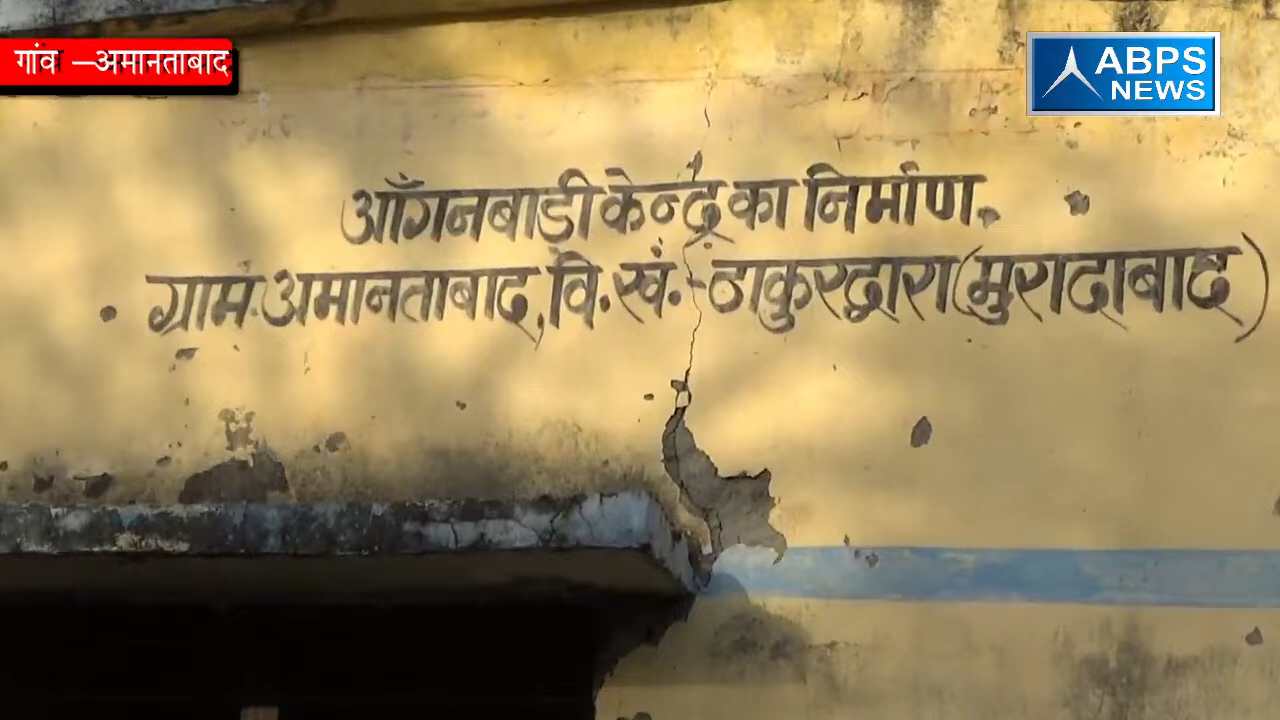 गांव –अमानताबाद
ABPS
NEWS
आँगनबाडी केन्द्र का निर्माण.
ग्राम-अमानताबाद, वि.खं.-ठाकुरद्वारा(मुरादाबाद)